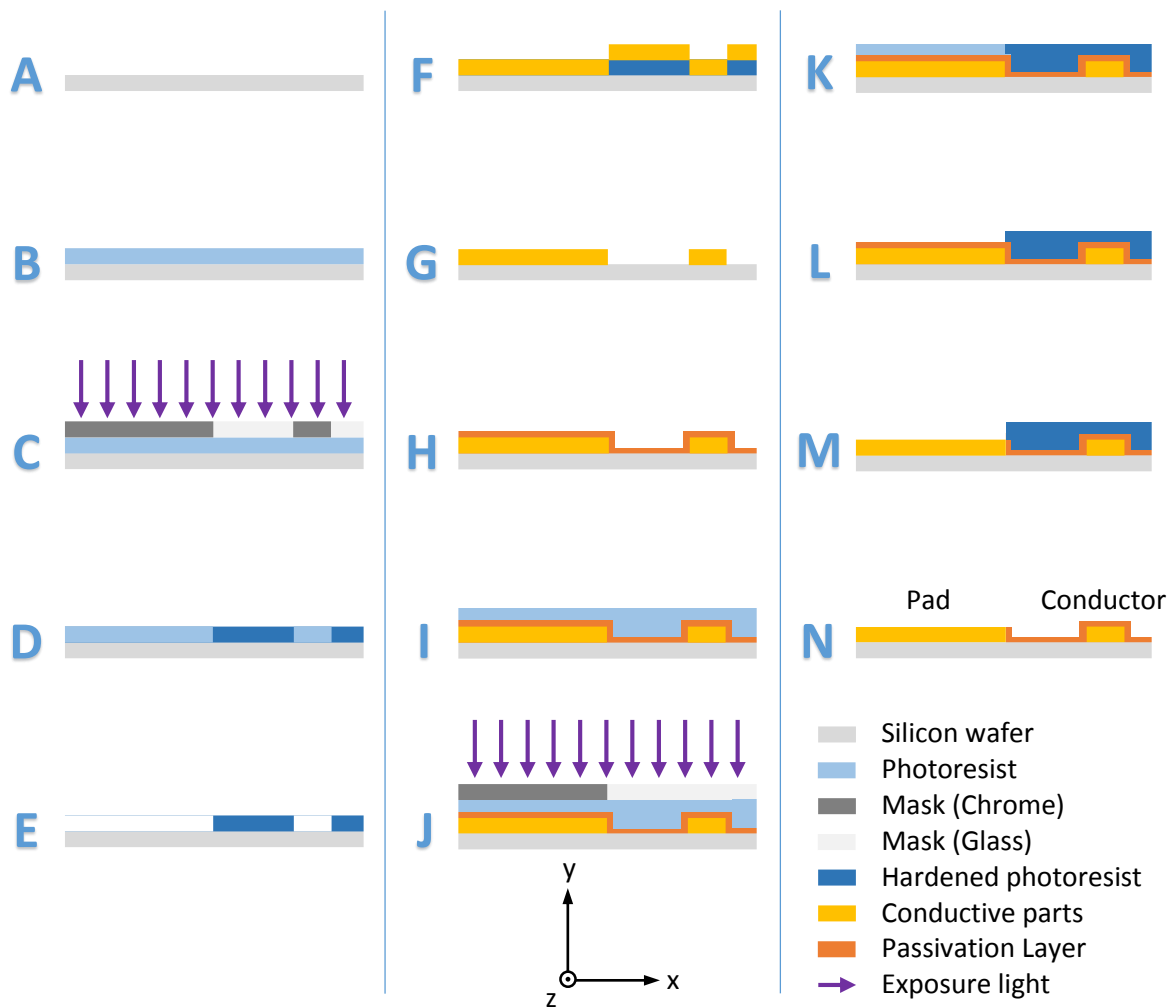 A
B
C
D
E
F
G
H
I
J
y
x
z
K
L
M
N
Pad Conductor
Silicon wafer
Photoresist
Mask (Chrome)
Mask (Glass)
Hardened photoresist
Conductive parts
Passivation Layer
Exposure light